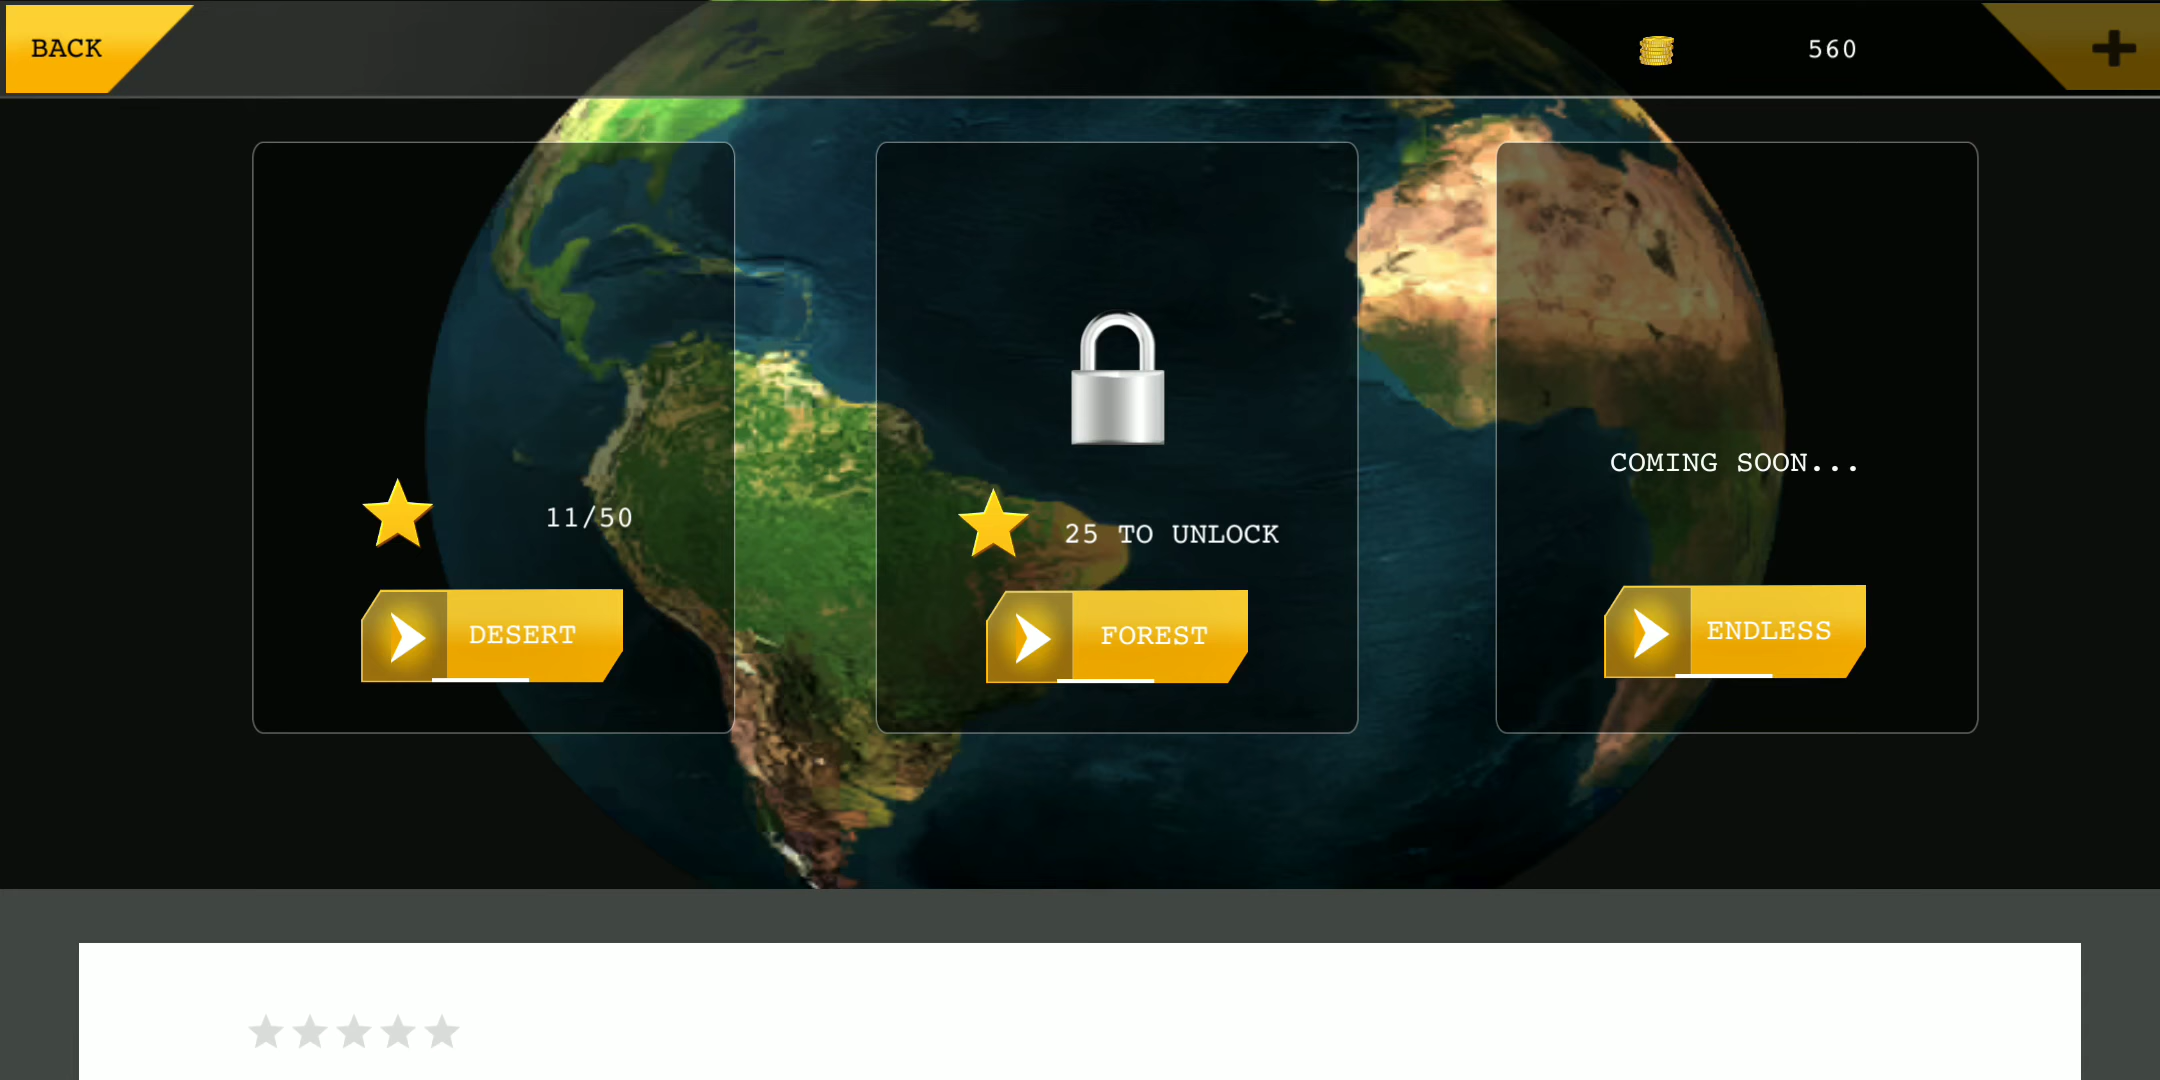 BACK
560
COMING SOON...
11/50
25 TO UNLOCK
DESERT
FOREST
ENDLESS